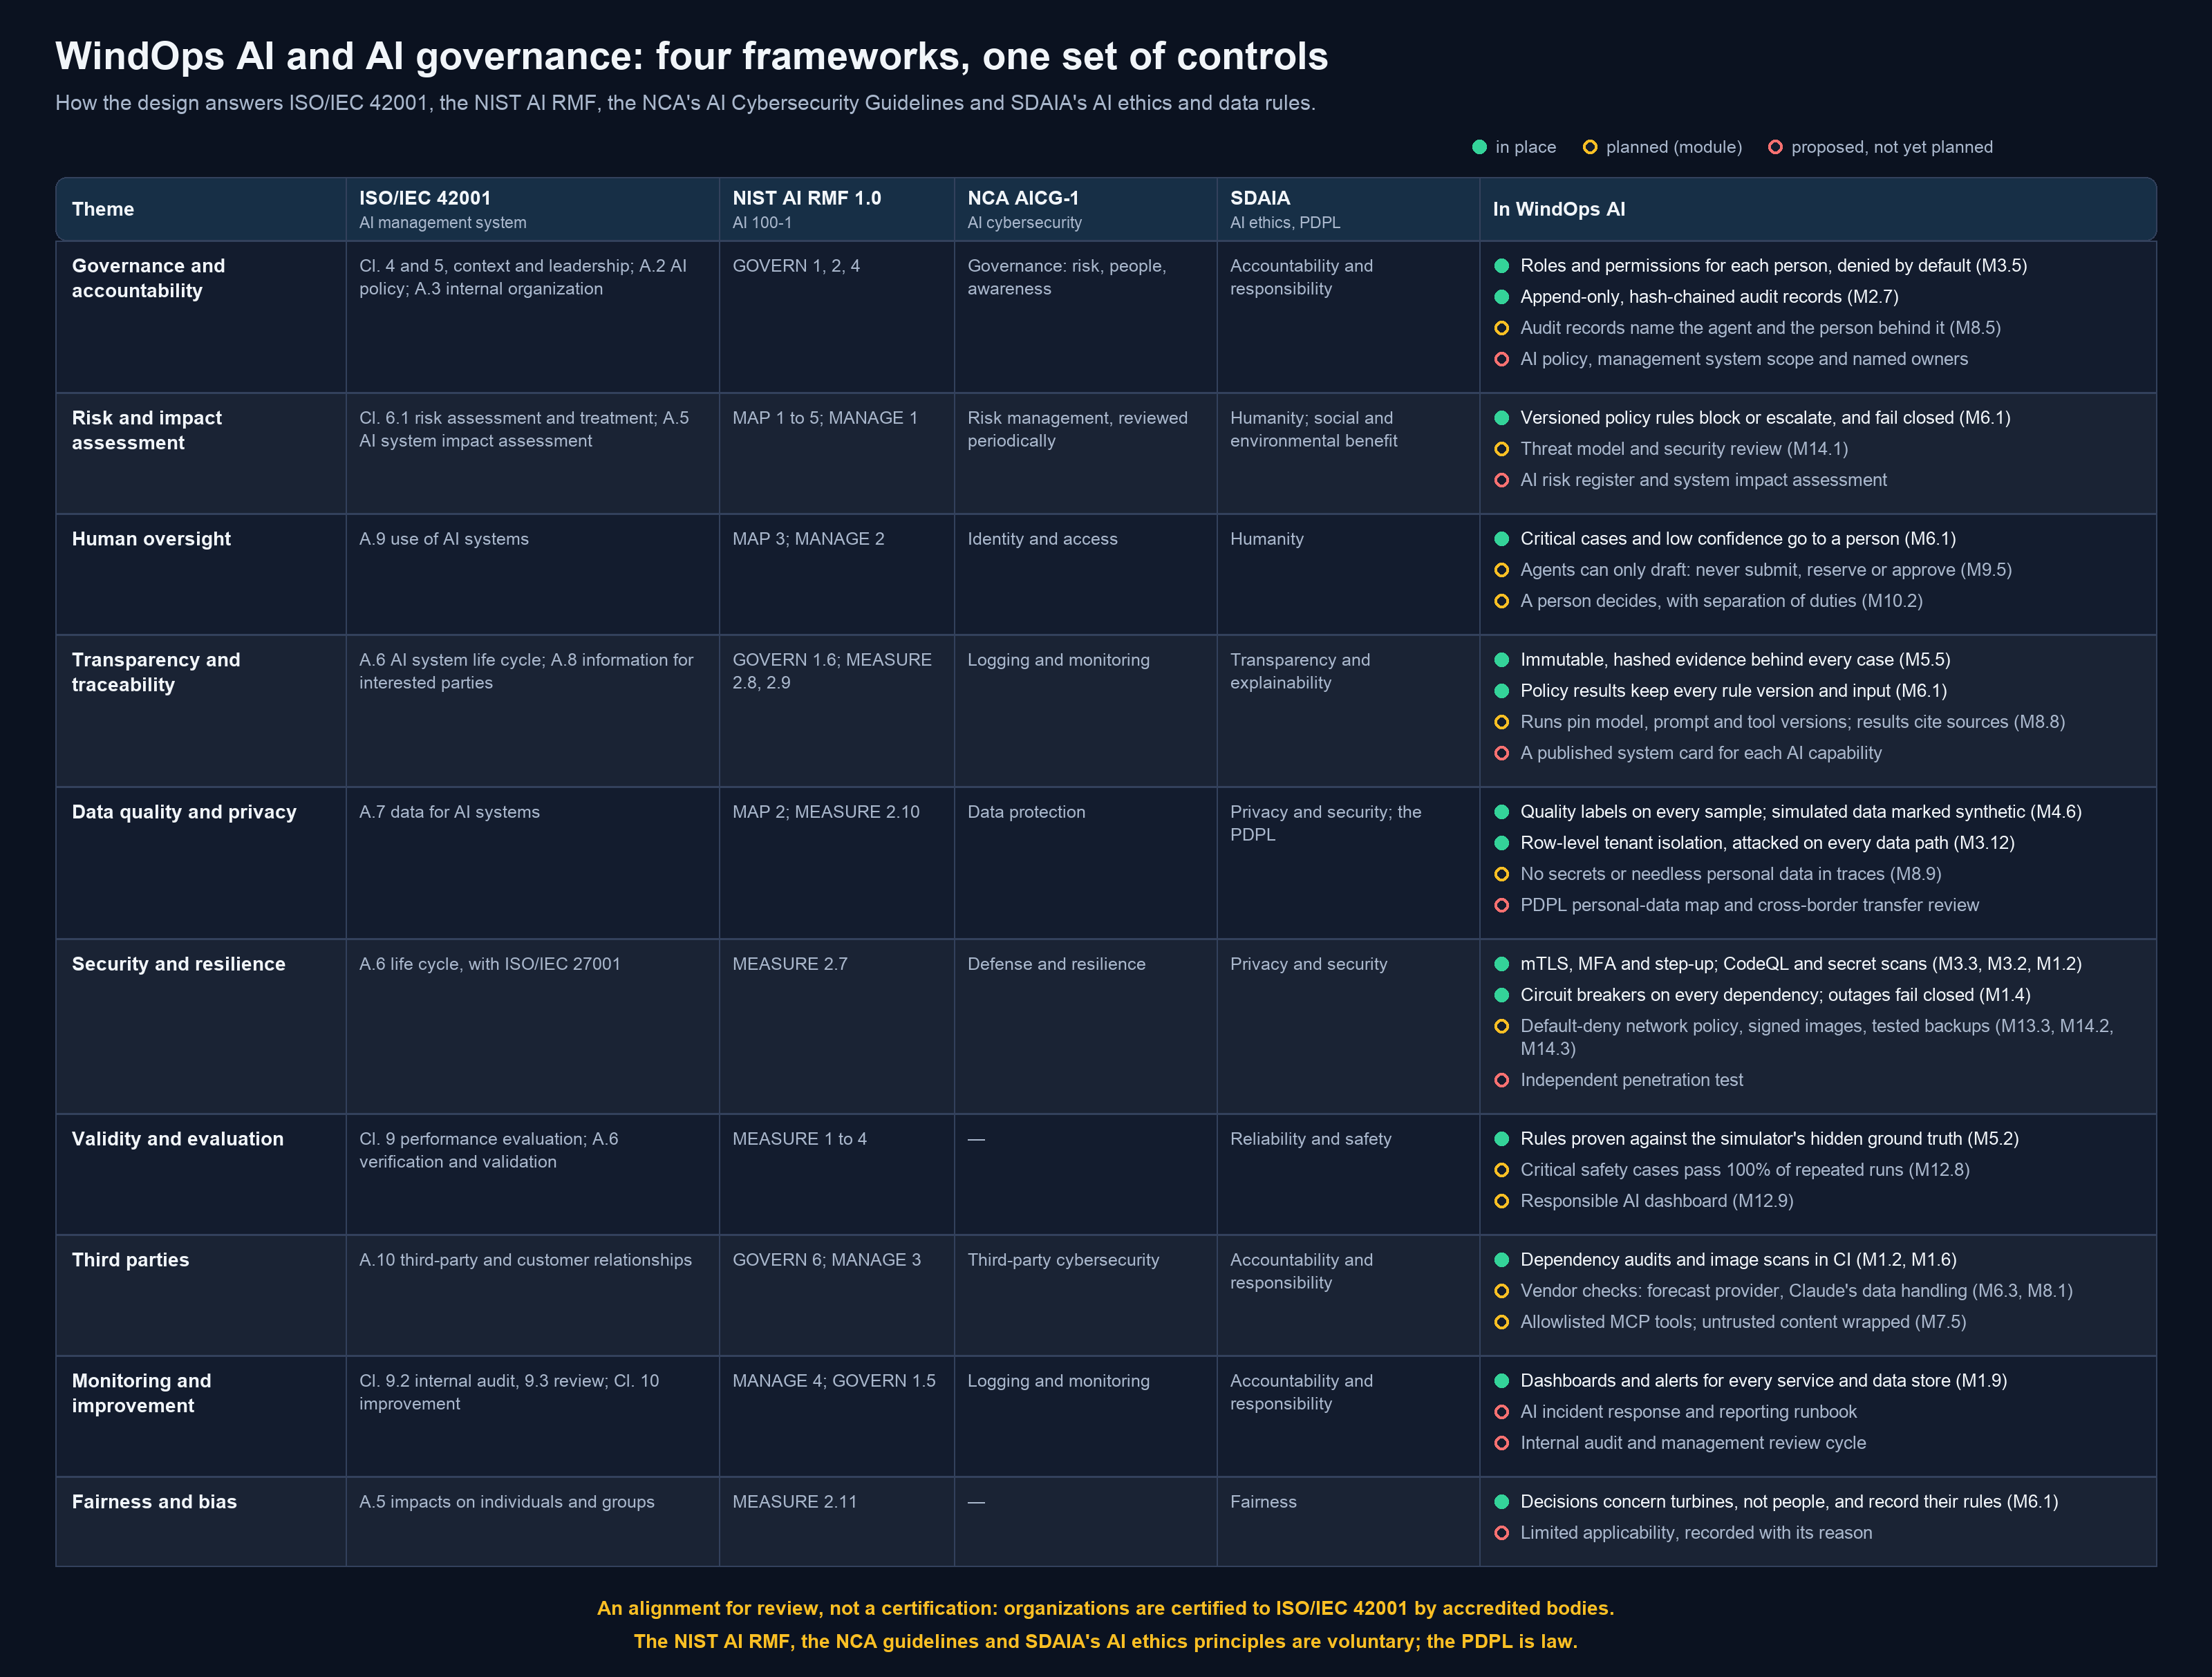 WindOps AI and AI governance: four frameworks, one set of controls
How the design answers ISO/IEC 42001, the NIST AI RMF, the NCA's AI Cybersecurity Guidelines and SDAIA's AI ethics and data rules.
in place
planned (module)
proposed, not yet planned
Theme
ISO/IEC 42001
AI management system
NIST AI RMF 1.0
AI 100-1
NCA AICG-1
AI cybersecurity
SDAIA
AI ethics, PDPL
In WindOps AI
Governance and
accountability
Cl. 4 and 5, context and leadership; A.2 AI
policy; A.3 internal organization
GOVERN 1, 2, 4
Governance: risk, people,
awareness
Accountability and
responsibility
Roles and permissions for each person, denied by default (M3.5)
Append-only, hash-chained audit records (M2.7)
Audit records name the agent and the person behind it (M8.5)
AI policy, management system scope and named owners
Risk and impact
assessment
Cl. 6.1 risk assessment and treatment; A.5
AI system impact assessment
MAP 1 to 5; MANAGE 1
Risk management, reviewed
periodically
Humanity; social and
environmental benefit
Versioned policy rules block or escalate, and fail closed (M6.1)
Threat model and security review (M14.1)
AI risk register and system impact assessment
Human oversight
A.9 use of AI systems
MAP 3; MANAGE 2
Identity and access
Humanity
Critical cases and low confidence go to a person (M6.1)
Agents can only draft: never submit, reserve or approve (M9.5)
A person decides, with separation of duties (M10.2)
Transparency and
traceability
A.6 AI system life cycle; A.8 information for
interested parties
GOVERN 1.6; MEASURE
2.8, 2.9
Logging and monitoring
Transparency and
explainability
Immutable, hashed evidence behind every case (M5.5)
Policy results keep every rule version and input (M6.1)
Runs pin model, prompt and tool versions; results cite sources (M8.8)
A published system card for each AI capability
Data quality and privacy
A.7 data for AI systems
MAP 2; MEASURE 2.10
Data protection
Privacy and security; the
PDPL
Quality labels on every sample; simulated data marked synthetic (M4.6)
Row-level tenant isolation, attacked on every data path (M3.12)
No secrets or needless personal data in traces (M8.9)
PDPL personal-data map and cross-border transfer review
Security and resilience
A.6 life cycle, with ISO/IEC 27001
MEASURE 2.7
Defense and resilience
Privacy and security
mTLS, MFA and step-up; CodeQL and secret scans (M3.3, M3.2, M1.2)
Circuit breakers on every dependency; outages fail closed (M1.4)
Default-deny network policy, signed images, tested backups (M13.3, M14.2,
M14.3)
Independent penetration test
Validity and evaluation
Cl. 9 performance evaluation; A.6
verification and validation
MEASURE 1 to 4
—
Reliability and safety
Rules proven against the simulator's hidden ground truth (M5.2)
Critical safety cases pass 100% of repeated runs (M12.8)
Responsible AI dashboard (M12.9)
Third parties
A.10 third-party and customer relationships
GOVERN 6; MANAGE 3
Third-party cybersecurity
Accountability and
responsibility
Dependency audits and image scans in CI (M1.2, M1.6)
Vendor checks: forecast provider, Claude's data handling (M6.3, M8.1)
Allowlisted MCP tools; untrusted content wrapped (M7.5)
Monitoring and
improvement
Cl. 9.2 internal audit, 9.3 review; Cl. 10
improvement
MANAGE 4; GOVERN 1.5
Logging and monitoring
Accountability and
responsibility
Dashboards and alerts for every service and data store (M1.9)
AI incident response and reporting runbook
Internal audit and management review cycle
Fairness and bias
A.5 impacts on individuals and groups
MEASURE 2.11
—
Fairness
Decisions concern turbines, not people, and record their rules (M6.1)
Limited applicability, recorded with its reason
An alignment for review, not a certification: organizations are certified to ISO/IEC 42001 by accredited bodies.
The NIST AI RMF, the NCA guidelines and SDAIA's AI ethics principles are voluntary; the PDPL is law.